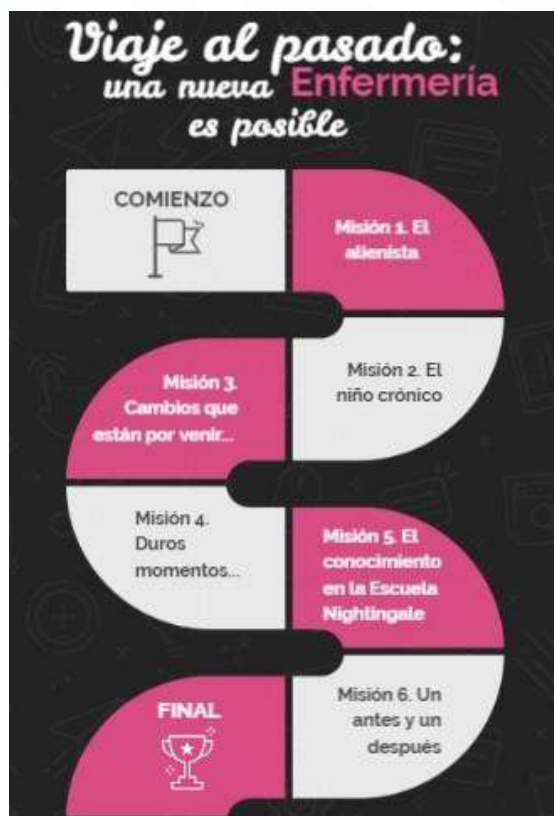 Viaje al pasado:
una nueva Enfermería
es posible
COMIENZO
Misión 1. El
alienista
Misión 2. El
niño crónico
Misión 3.
Cambios que
están por venir...
Misión 4.
Duros
momentos...
Misión 5. El
conocimiento
en la Escuela
Nightingale
Misión 6. Un
antes y un
después
FINAL